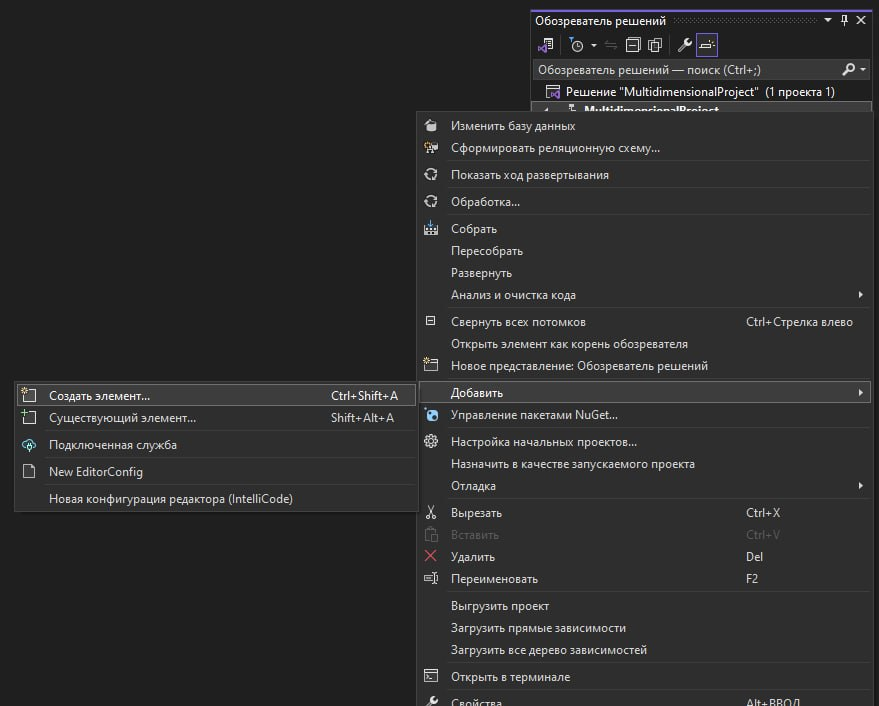 Обозреватель решений
Обозреватель решений — поиск (Ctrl+;)
Решение "MultidimensionalProject" (1 проекта 1)
MultidimensionalProject
Изменить базу данных
Сформировать реляционную схему...
Показать ход развертывания
Обработка...
Собрать
Пересобрать
Развернуть
Анализ и очистка кода
Свернуть всех потомков Ctrl+Стрелка влево
Открыть элемент как корень обозревателя
Новое представление: Обозреватель решений
Добавить
Создать элемент... Ctrl+Shift+A
Существующий элемент... Shift+Alt+A
Подключенная служба
New EditorConfig
Новая конфигурация редактора (IntelliCode)
Управление пакетами NuGet...
Настройка начальных проектов...
Назначить в качестве запускаемого проекта
Отладка
Вырезать Ctrl+X
Вставить Ctrl+V
Удалить Del
Переименовать F2
Выгрузить проект
Загрузить прямые зависимости
Загрузить все дерево зависимостей
Открыть в терминале
Свойства Alt+ВВОД